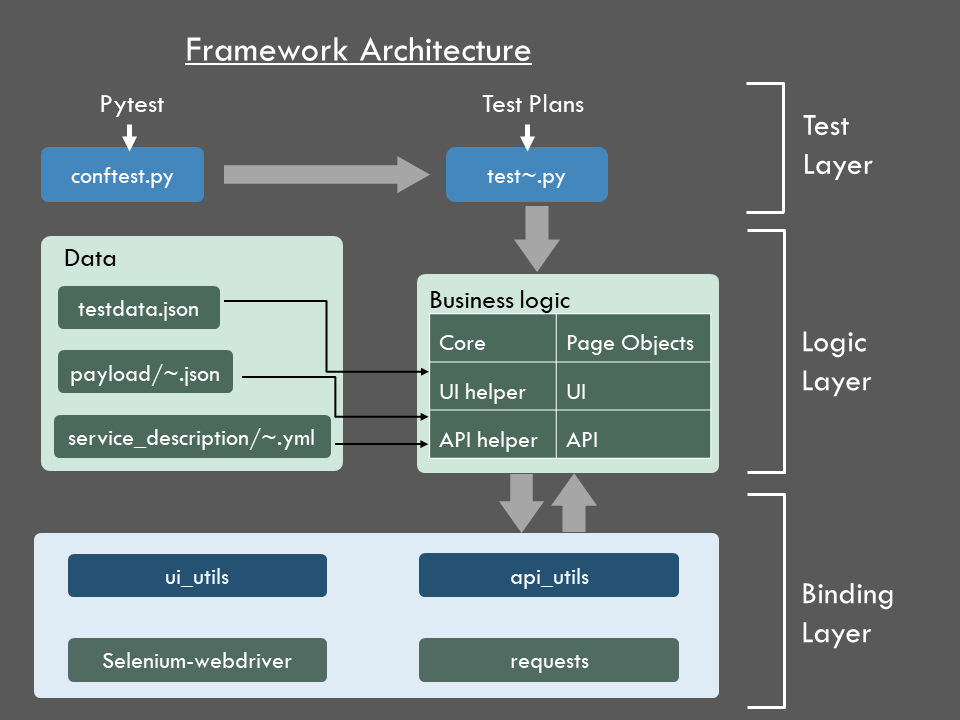 Framework Architecture
Pytest
Test Plans
conftest.py
test~.py
Test
Layer
Data
testdata.json
payload/~.json
service_description/~.yml
Business logic
Core
Page Objects
UI helper
UI
API helper
API
Logic
Layer
ui_utils
api_utils
Selenium-webdriver
requests
Binding
Layer